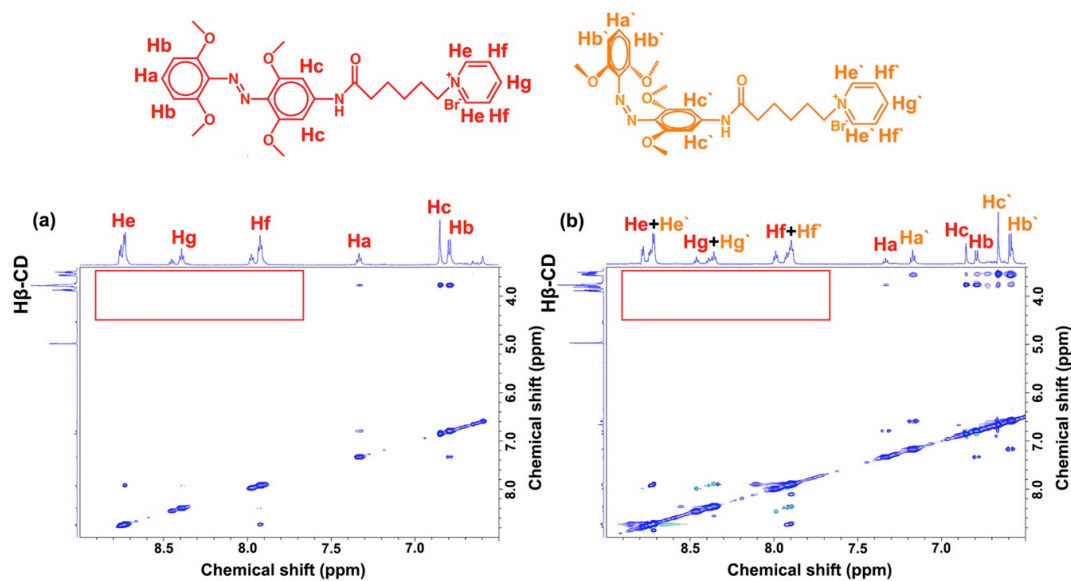 Hb
Ha
Hb
O
O
N
N
O
O
Hc
Hc
O
N
H
N
+
Br-
He
Hf
Hg
He
Hf
Ha`
Hb`
Hb`
O
O
N
N
O
O
Hc`
Hc`
O
N
H
N
+
Br-
He`
Hf`
Hg`
He`
Hf`
(a)
He
Hg
Hf
Ha
Hc
Hb
Hβ-CD
4.0
5.0
6.0
7.0
8.0
Chemical shift (ppm)
8.5
8.0
7.5
7.0
Chemical shift (ppm)
(b)
He+He`
Hg+Hg`
Hf+Hf`
Ha
Ha`
Hc
Hb
Hc`
Hb`
Hβ-CD
4.0
5.0
6.0
7.0
8.0
Chemical shift (ppm)
8.5
8.0
7.5
7.0
Chemical shift (ppm)